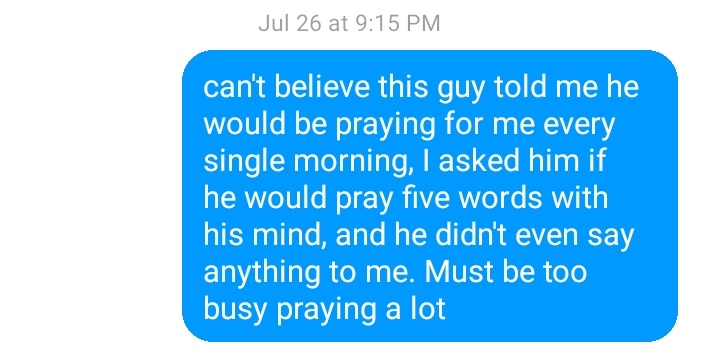 Jul 26 at 9:15 PM
can't believe this guy told me he
would be praying for me every
single morning, I asked him if
he would pray five words with
his mind, and he didn't even say
anything to me. Must be too
busy praying a lot